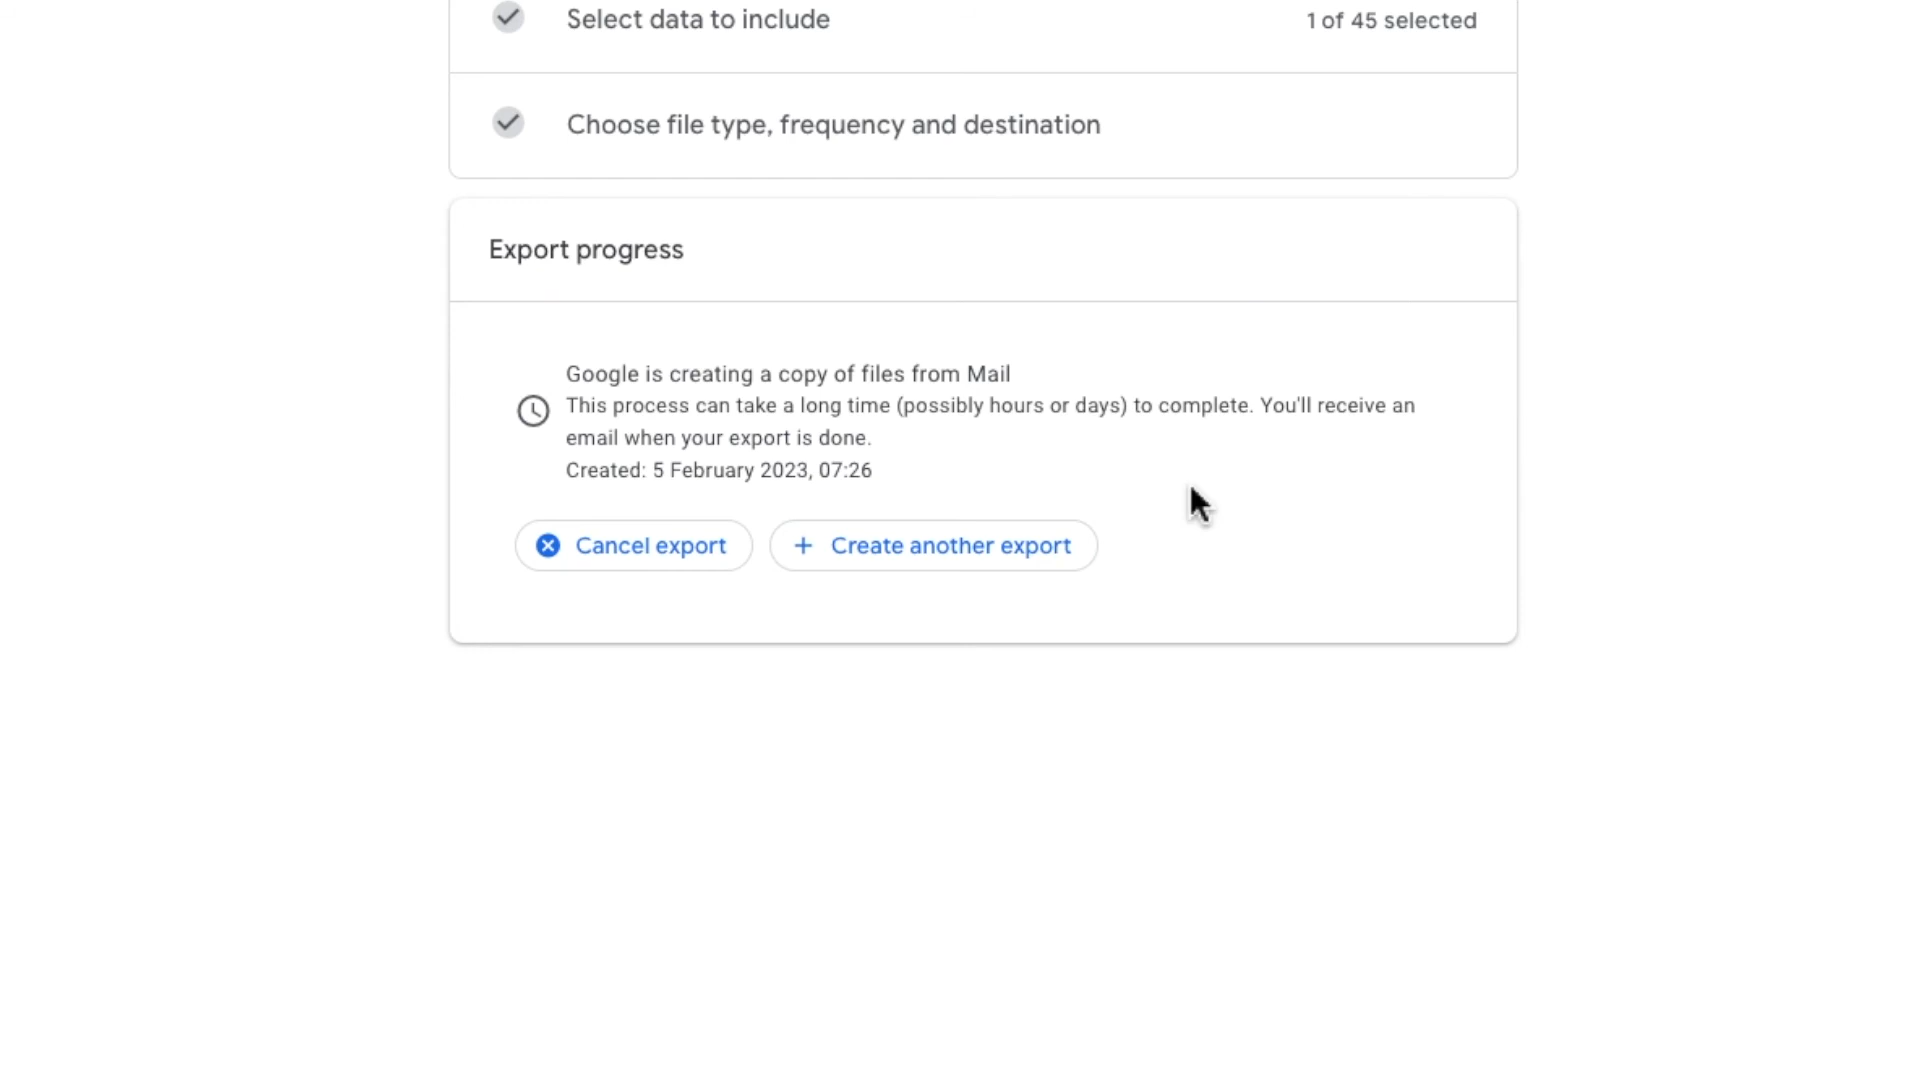 Select data to include
1 of 45 selected
Choose file type, frequency and destination
Export progress
Google is creating a copy of files from Mail
This process can take a long time (possibly hours or days) to complete. You'll receive an
email when your export is done.
Created: 5 February 2023, 07:26
Cancel export
Create another export